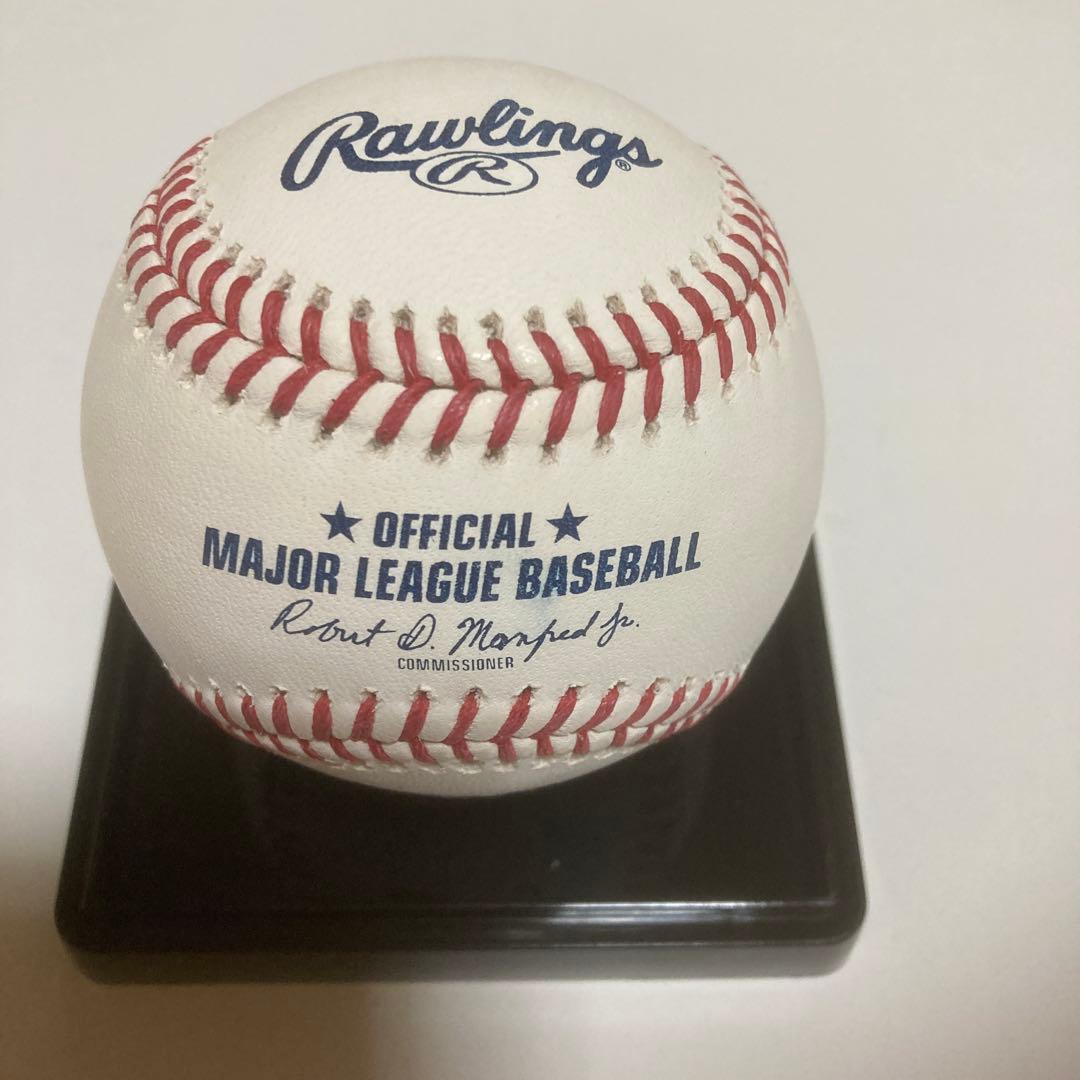 Rawlings®
R
★ OFFICIAL ★
MAJOR LEAGUE BASEBALL
Robert D. Manfred Jr.
COMMISSIONER